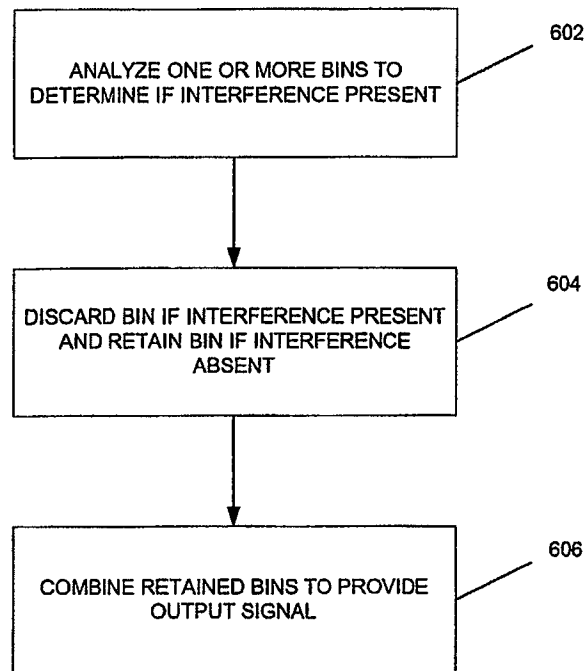 602
ANALYZE ONE OR MORE BINS TO
DETERMINE IF INTERFERENCE PRESENT
604
DISCARD BIN IF INTERFERENCE PRESENT
AND RETAIN BIN IF INTERFERENCE
ABSENT
606
COMBINE RETAINED BINS TO PROVIDE
OUTPUT SIGNAL